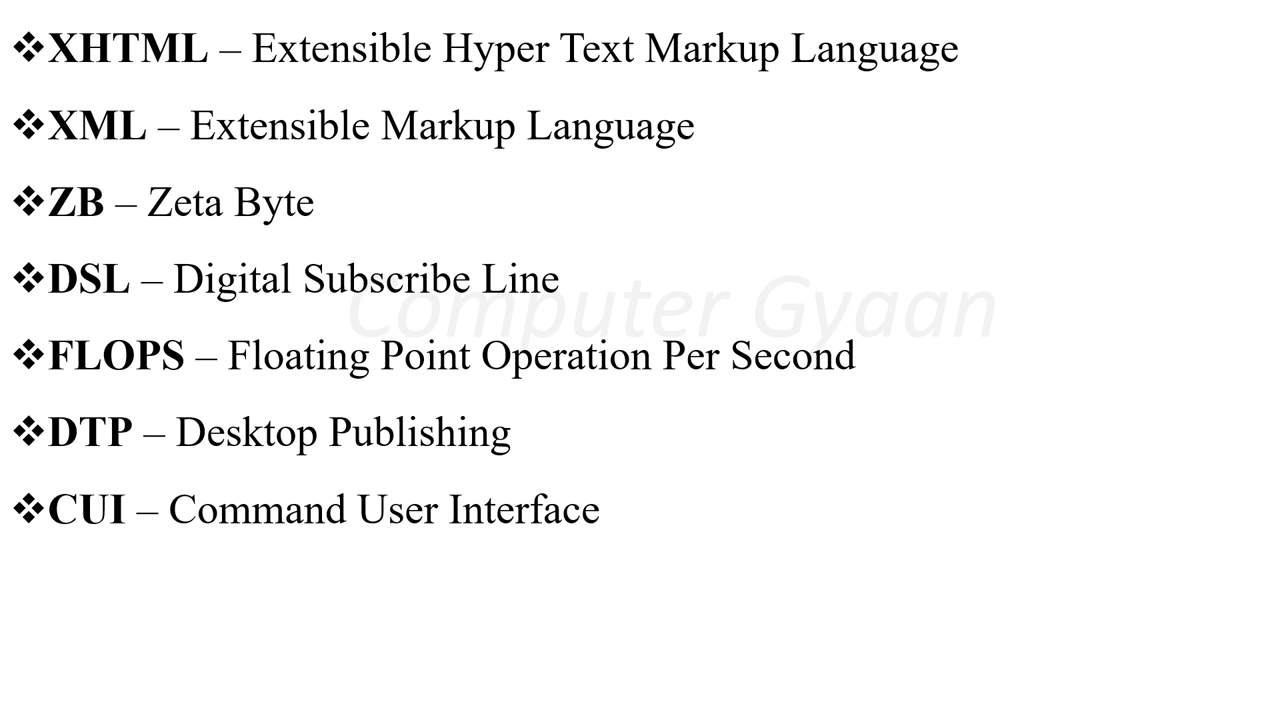 ❖XHTML – Extensible Hyper Text Markup Language
❖XML – Extensible Markup Language
❖ZB – Zeta Byte
❖DSL – Digital Subscribe Line
Computer Gyaan
❖FLOPS – Floating Point Operation Per Second
❖DTP – Desktop Publishing
❖CUI – Command User Interface